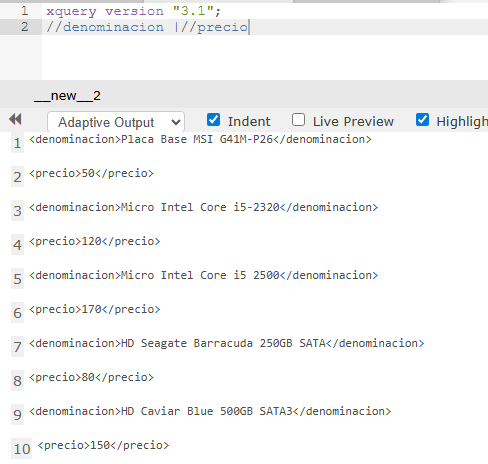 1 xquery version "3.1";
2 //denominacion |//precio
__new__2
Adaptive Output Indent Live Preview Highligh
1 <denominacion>Placa Base MSI G41M-P26</denominacion>
2 <precio>50</precio>
3 <denominacion>Micro Intel Core i5-2320</denominacion>
4 <precio>120</precio>
5 <denominacion>Micro Intel Core i5 2500</denominacion>
6 <precio>170</precio>
7 <denominacion>HD Seagate Barracuda 250GB SATA</denominacion>
8 <precio>80</precio>
9 <denominacion>HD Caviar Blue 500GB SATA3</denominacion>
10 <precio>150</precio>